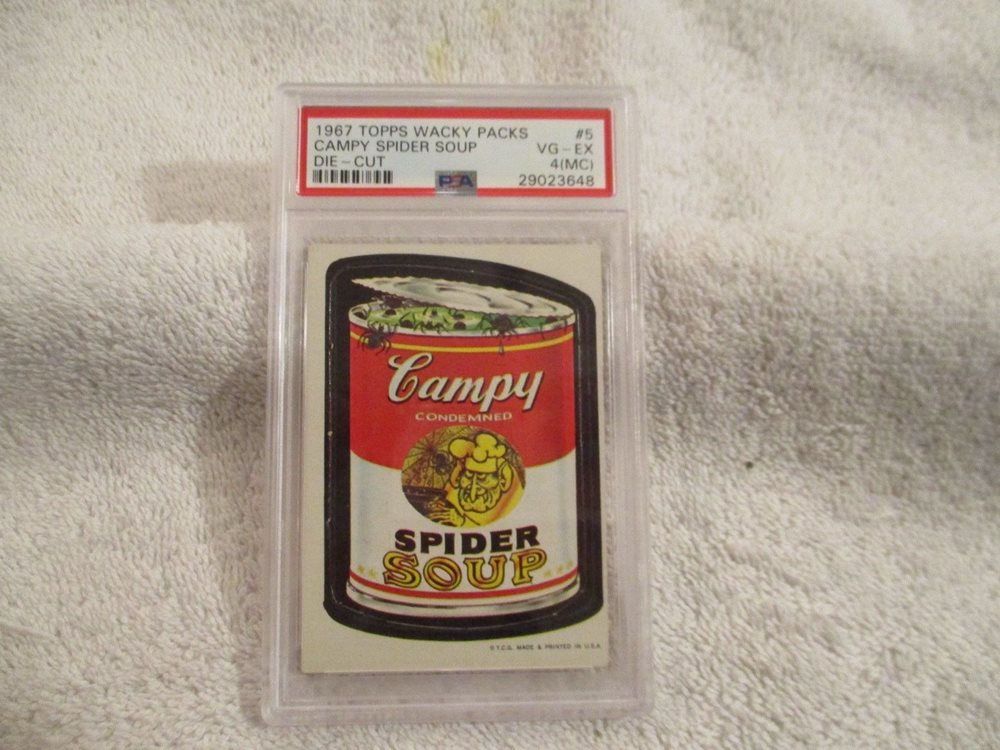 1967 TOPPS WACKY PACKS #5
CAMPY SPIDER SOUP VG-EX
DIE-CUT 4(MC)
PSA 29023648
Campy
CONDEMNED
SPIDER
SOUP
©T.C.G. MADE & PRINTED IN U.S.A.